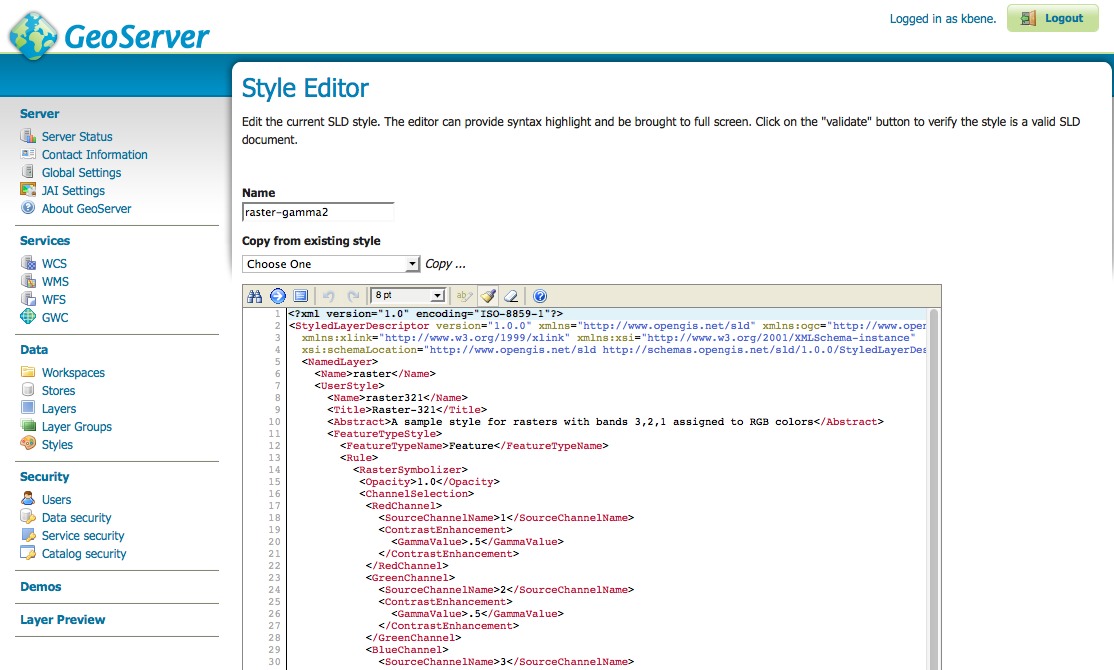 GeoServer
Logged in as kbene.
Logout
Server
Server Status
Contact Information
Global Settings
JAI Settings
About GeoServer
Services
WCS
WMS
WFS
GWC
Data
Workspaces
Stores
Layers
Layer Groups
Styles
Security
Users
Data security
Service security
Catalog security
Demos
Layer Preview
Style Editor
Edit the current SLD style. The editor can provide syntax highlight and be brought to full screen. Click on the "validate" button to verify the style is a valid SLD
document.
Name
raster-gamma2
Copy from existing style
Choose One Copy ...
8 pt
1 <?xml version="1.0" encoding="ISO-8859-1"?>
2 <StyledLayerDescriptor version="1.0.0" xmlns="http://www.opengis.net/sld" xmlns:ogc="http://www.oper
3 xmlns:xlink="http://www.w3.org/1999/xlink" xmlns:xsi="http://www.w3.org/2001/XMLSchema-instance"
4 xsi:schemaLocation="http://www.opengis.net/sld http://schemas.opengis.net/sld/1.0.0/StyledLayerDes
5 <NamedLayer>
6 <Name>raster</Name>
7 <UserStyle>
8 <Name>raster321</Name>
9 <Title>Raster-321</Title>
10 <Abstract>A sample style for rasters with bands 3,2,1 assigned to RGB colors</Abstract>
11 <FeatureTypeStyle>
12 <FeatureTypeName>Feature</FeatureTypeName>
13 <Rule>
14 <RasterSymbolizer>
15 <Opacity>1.0</Opacity>
16 <ChannelSelection>
17 <RedChannel>
18 <SourceChannelName>1</SourceChannelName>
19 <ContrastEnhancement>
20 <GammaValue>.5</GammaValue>
21 </ContrastEnhancement>
22 </RedChannel>
23 <GreenChannel>
24 <SourceChannelName>2</SourceChannelName>
25 <ContrastEnhancement>
26 <GammaValue>.5</GammaValue>
27 </ContrastEnhancement>
28 </GreenChannel>
29 <BlueChannel>
30 <SourceChannelName>3</SourceChannelName>